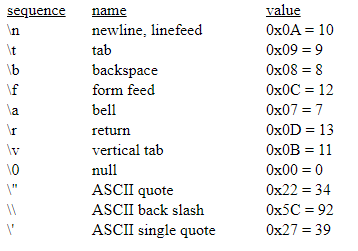 sequence name value
\n newline, linefeed 0x0A = 10
\t tab 0x09 = 9
\b backspace 0x08 = 8
\f form feed 0x0C = 12
\a bell 0x07 = 7
\r return 0x0D = 13
\v vertical tab 0x0B = 11
\0 null 0x00 = 0
\" ASCII quote 0x22 = 34
\\ ASCII back slash 0x5C = 92
\' ASCII single quote 0x27 = 39